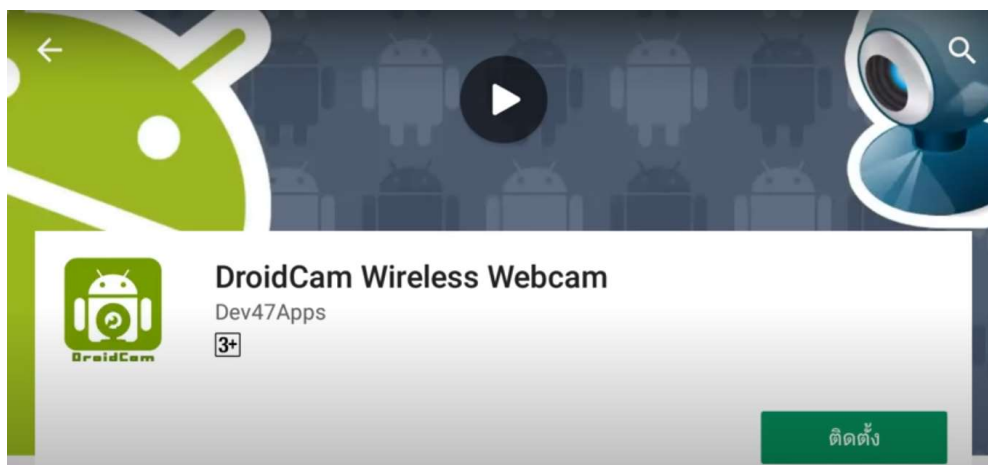 DroidCam Wireless Webcam
Dev47Apps
3+
DroidCam
ติดตั้ง